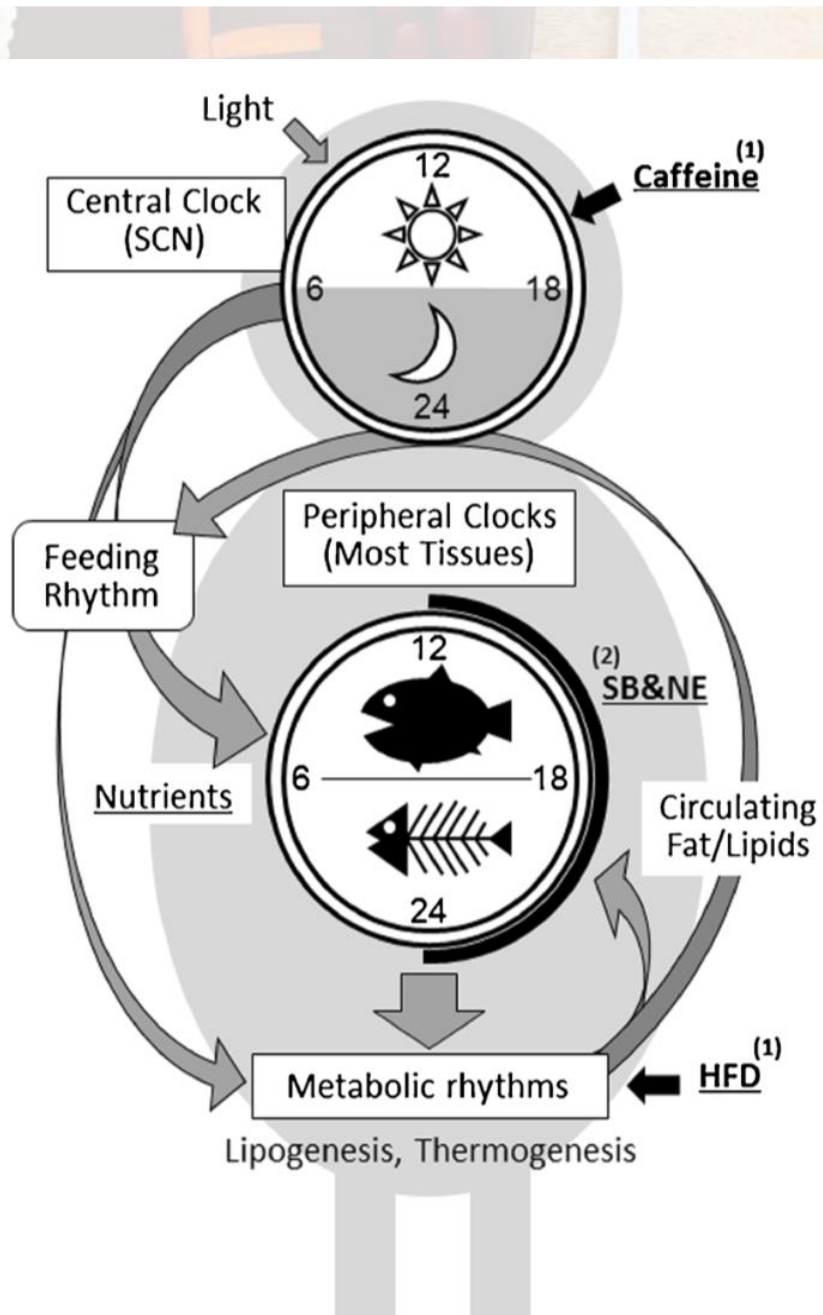 Light
(1)
Caffeine
Central Clock
(SCN)
12
6
18
24
Peripheral Clocks
(Most Tissues)
Feeding
Rhythm
12
(2)
SB&NE
6
18
Nutrients
Circulating
Fat/Lipids
24
Metabolic rhythms
(1)
HFD
Lipogenesis, Thermogenesis